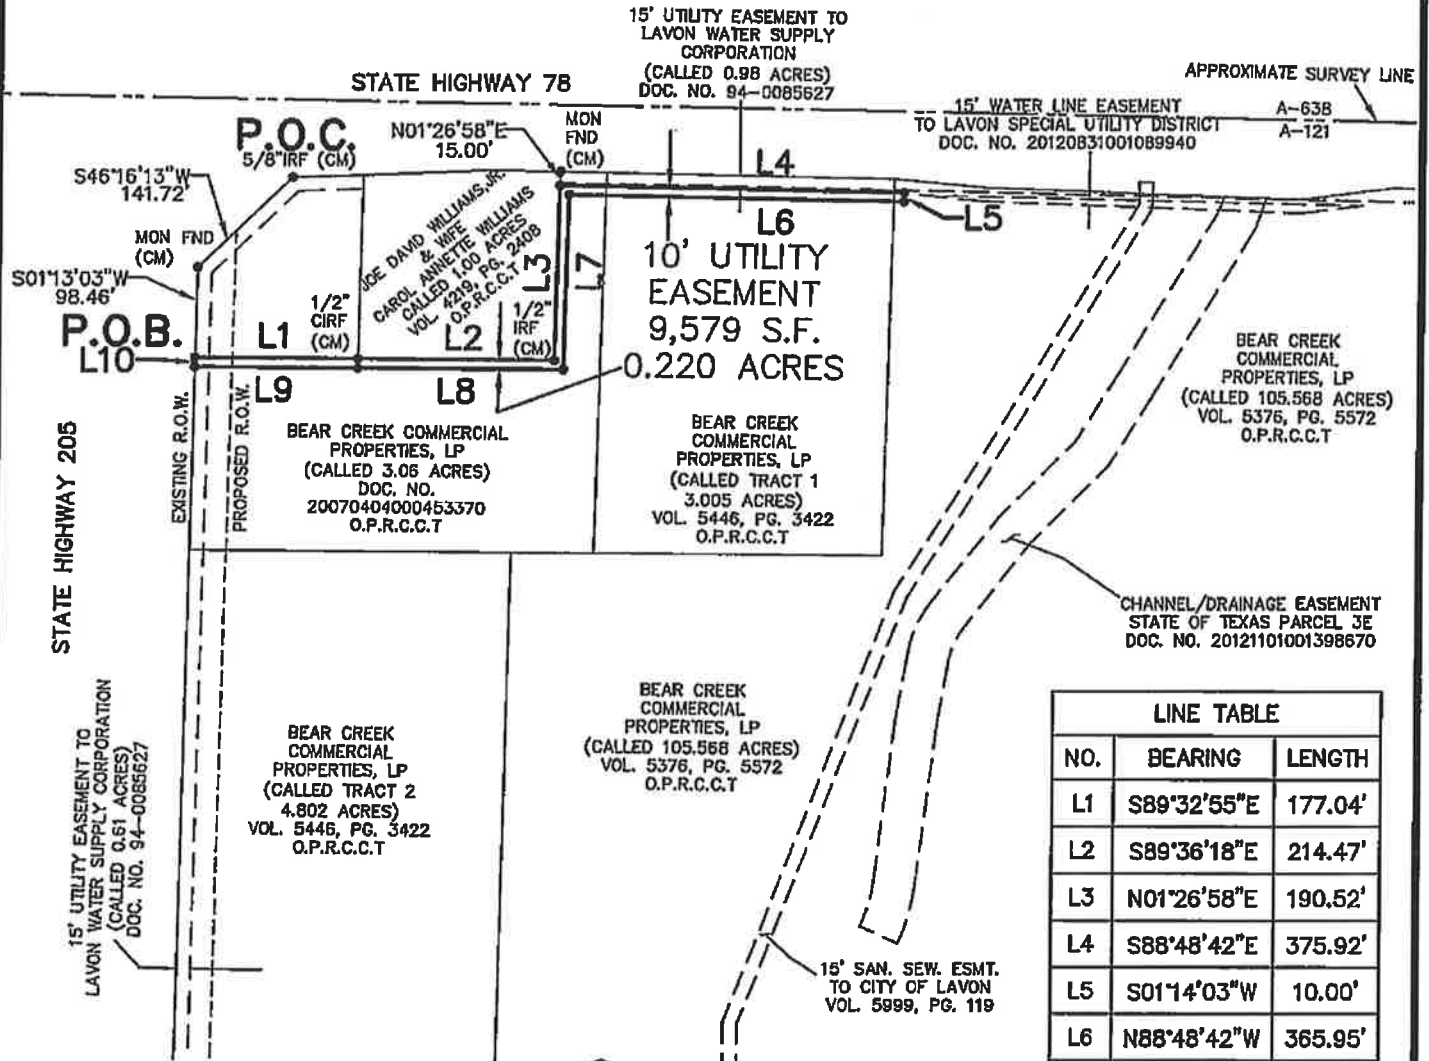 15' UTILITY EASEMENT TO
LAVON WATER SUPPLY
CORPORATION
(CALLED 0.98 ACRES)
DOC. NO. 94-0085627
STATE HIGHWAY 78
APPROXIMATE SURVEY LINE
A-638
A-121
15' WATER LINE EASEMENT
TO LAVON SPECIAL UTILITY DISTRICT
DOC. NO. 20120831001089940
P.O.C.
5/8"IRF (CM)
N01°26'58"E
15.00'
MON
FND
(CM)
L4
S46°16'13"W
141.72'
L5
L6
MON FND
(CM)
JOE DAVID WILLIAMS, JR.
& WIFE
CAROL ANNETTE WILLIAMS
CALLED 1.00 ACRES
VOL. 4219, PG. 2408
O.P.R.C.C.T
L3
L7
10' UTILITY
EASEMENT
9,579 S.F.
0.220 ACRES
S01°13'03"W
98.46'
P.O.B.
L10
L1
1/2"
CIRF
(CM)
L2
1/2"
IRF
(CM)
L9
L8
BEAR CREEK
COMMERCIAL
PROPERTIES, LP
(CALLED 105.568 ACRES)
VOL. 5376, PG. 5572
O.P.R.C.C.T
STATE HIGHWAY 205
EXISTING R.O.W.
PROPOSED R.O.W.
BEAR CREEK COMMERCIAL
PROPERTIES, LP
(CALLED 3.06 ACRES)
DOC. NO.
20070404000453370
O.P.R.C.C.T
BEAR CREEK
COMMERCIAL
PROPERTIES, LP
(CALLED TRACT 1
3.005 ACRES)
VOL. 5446, PG. 3422
O.P.R.C.C.T
CHANNEL/DRAINAGE EASEMENT
STATE OF TEXAS PARCEL 3E
DOC. NO. 20121101001398670
15' UTILITY EASEMENT TO
LAVON WATER SUPPLY CORPORATION
(CALLED 0.61 ACRES)
DOC. NO. 94-0085627
BEAR CREEK
COMMERCIAL
PROPERTIES, LP
(CALLED TRACT 2
4.802 ACRES)
VOL. 5446, PG. 3422
O.P.R.C.C.T
BEAR CREEK
COMMERCIAL
PROPERTIES, LP
(CALLED 105.568 ACRES)
VOL. 5376, PG. 5572
O.P.R.C.C.T
15' SAN. SEW. ESMT.
TO CITY OF LAVON
VOL. 5999, PG. 119
LINE TABLE
NO. BEARING LENGTH
L1 S89°32'55"E 177.04'
L2 S89°36'18"E 214.47'
L3 N01°26'58"E 190.52'
L4 S88°48'42"E 375.92'
L5 S01°14'03"W 10.00'
L6 N88°48'42"W 365.95'